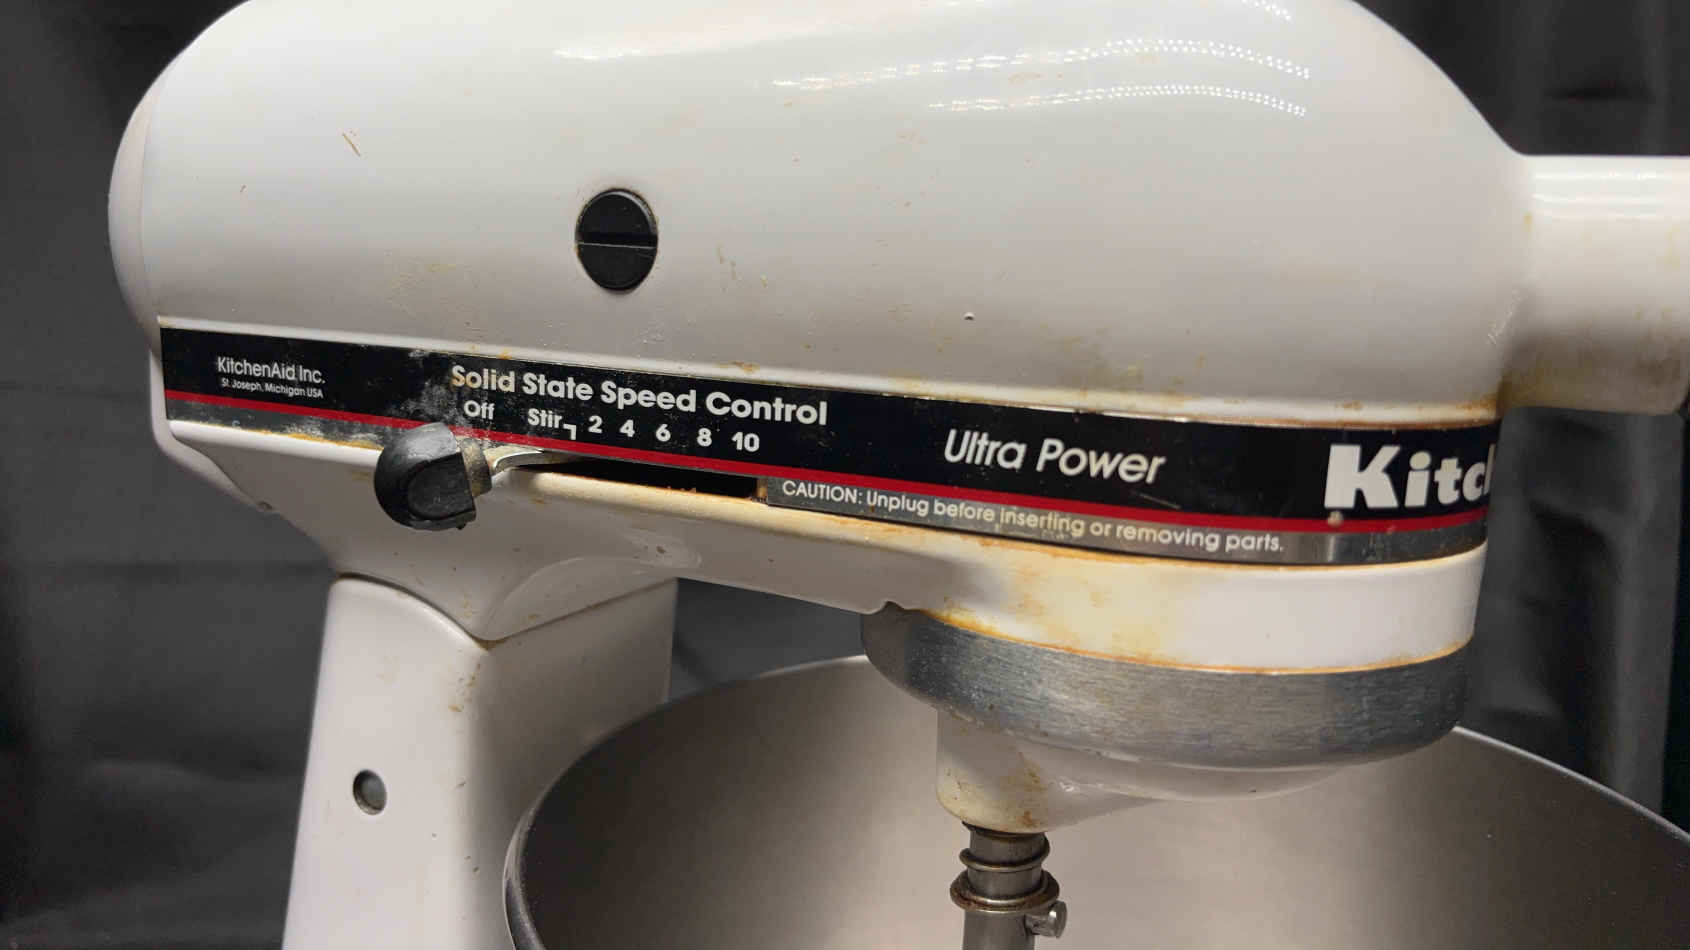 KitchenAid Inc.
St. Joseph, Michigan USA
Solid State Speed Control
Off Stir 2 4 6 8 10
Ultra Power
Kitch
CAUTION: Unplug before inserting or removing parts.